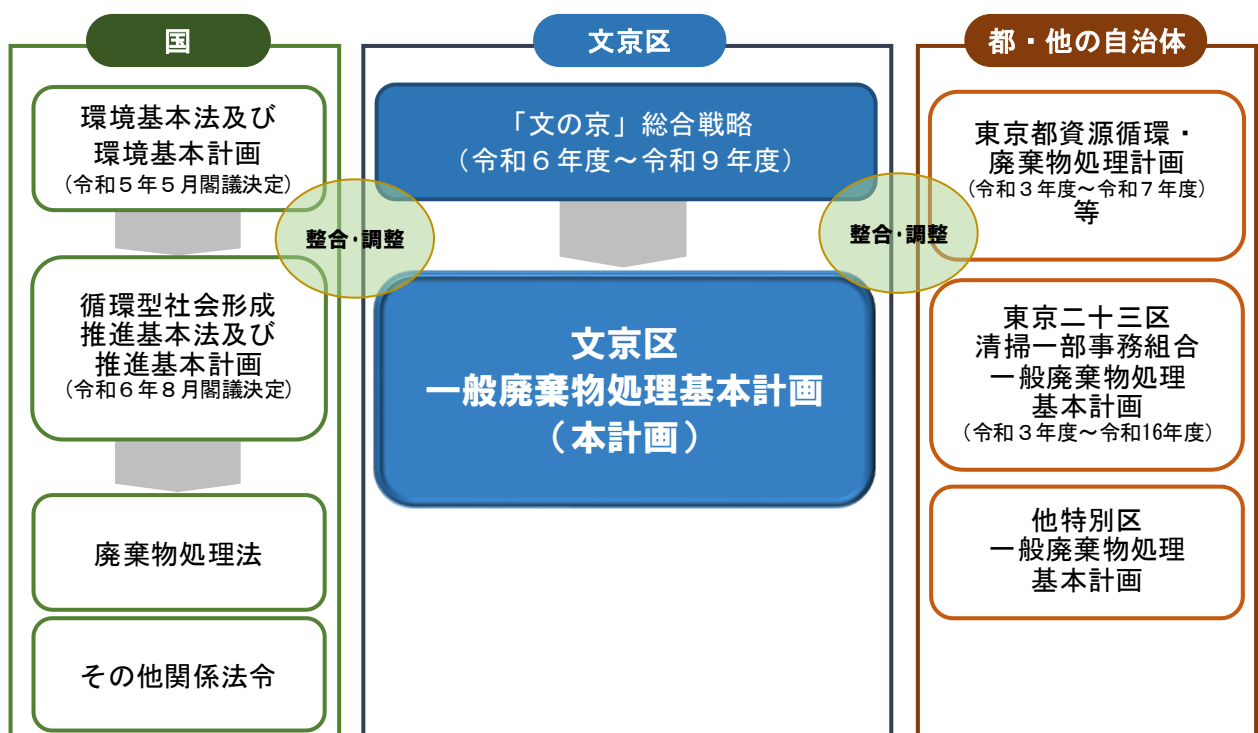 国
環境基本法及び
環境基本計画
（令和５年５月閣議決定）
循環型社会形成
推進基本法及び
推進基本計画
（令和６年８月閣議決定）
廃棄物処理法
その他関係法令
整合・調整
文京区
「文の京」総合戦略
（令和６年度～令和９年度）
文京区
一般廃棄物処理基本計画
（本計画）
整合・調整
都・他の自治体
東京都資源循環・
廃棄物処理計画
（令和３年度～令和７年度）
等
東京二十三区
清掃一部事務組合
一般廃棄物処理
基本計画
（令和３年度～令和16年度）
他特別区
一般廃棄物処理
基本計画